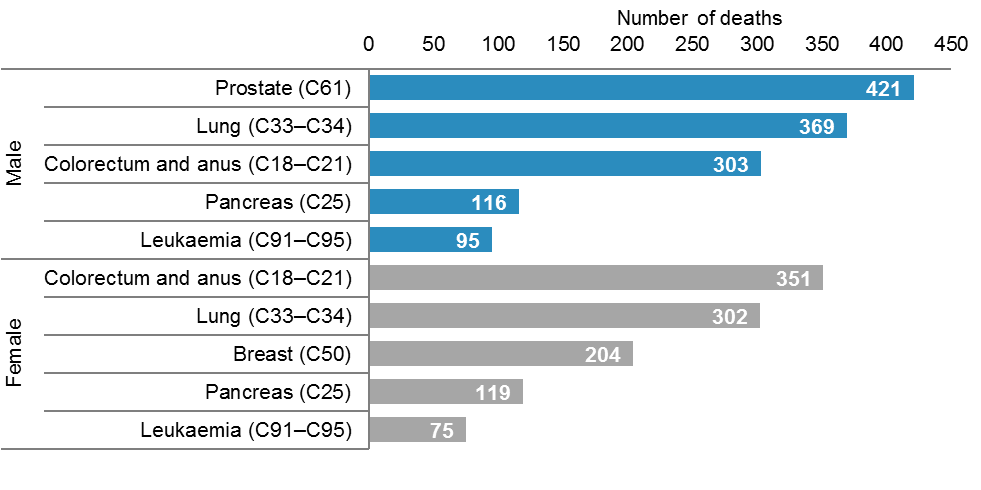 Number of deaths
0 50 100 150 200 250 300 350 400 450
Male
Prostate (C61) 421
Lung (C33–C34) 369
Colorectum and anus (C18–C21) 303
Pancreas (C25) 116
Leukaemia (C91–C95) 95
Female
Colorectum and anus (C18–C21) 351
Lung (C33–C34) 302
Breast (C50) 204
Pancreas (C25) 119
Leukaemia (C91–C95) 75